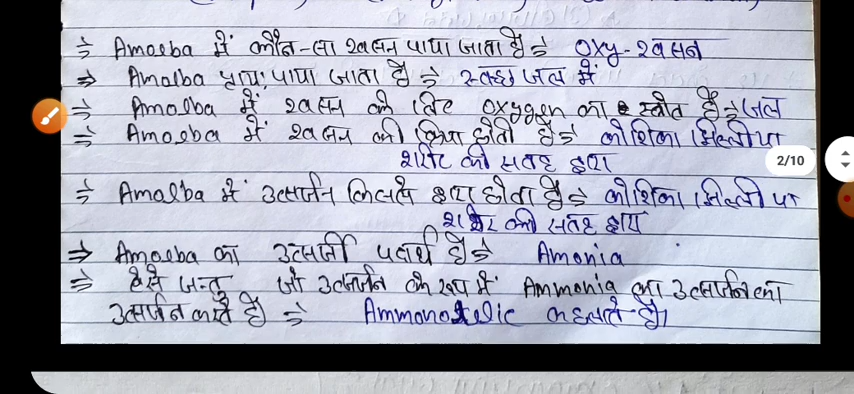 ⇒ Amoeba में कौन-सा श्वसन पाया जाता है ⇒ Oxy-श्वसन
⇒ Amoeba प्रायः पाया जाता है ⇒ स्वच्छ जल में
⇒ Amoeba में श्वसन के लिए Oxygen का स्त्रोत है ⇒ जल
⇒ Amoeba में श्वसन की क्रिया होती है ⇒ कोशिका झिल्ली या
शरीर की सतह द्वारा
2/10
⇒ Amoeba में उत्सर्जन किसके द्वारा होता है ⇒ कोशिका झिल्ली या
शरीर की सतह द्वारा
⇒ Amoeba का उत्सर्जी पदार्थ है ⇒ Amonia
⇒ वैसे जन्तु जो उत्सर्जन के रूप में Ammonia का उत्सर्जन का
उत्सर्जन करते है ⇒ Ammonotelic कहलाते है।